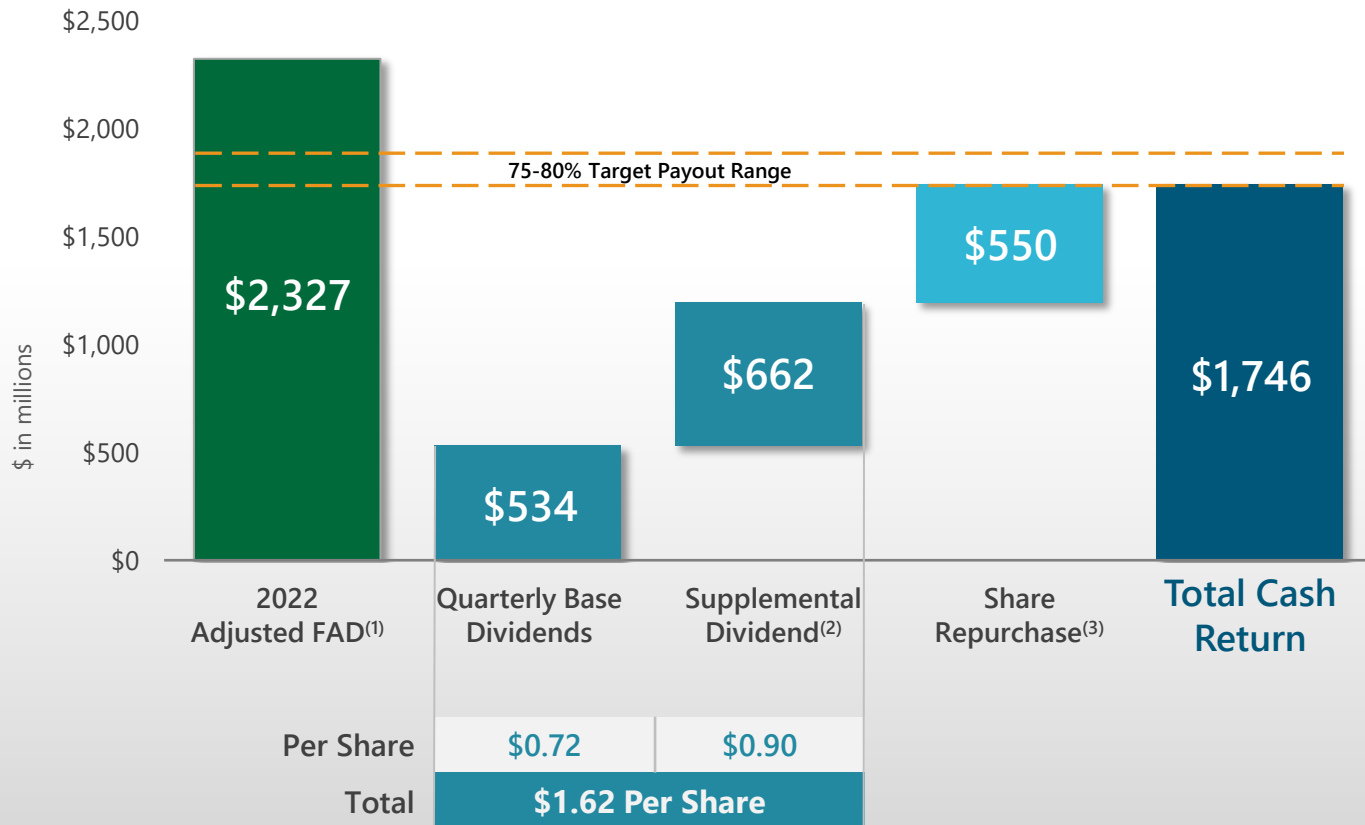 $2,500
$2,000
$1,500
$1,000
$500
$0
$ in millions
75-80% Target Payout Range
$2,327
$534
$662
$550
$1,746
2022
Adjusted FAD(1)
Quarterly Base
Dividends
Supplemental
Dividend(2)
Share
Repurchase(3)
Total Cash
Return
Per Share
$0.72
$0.90
Total
$1.62 Per Share